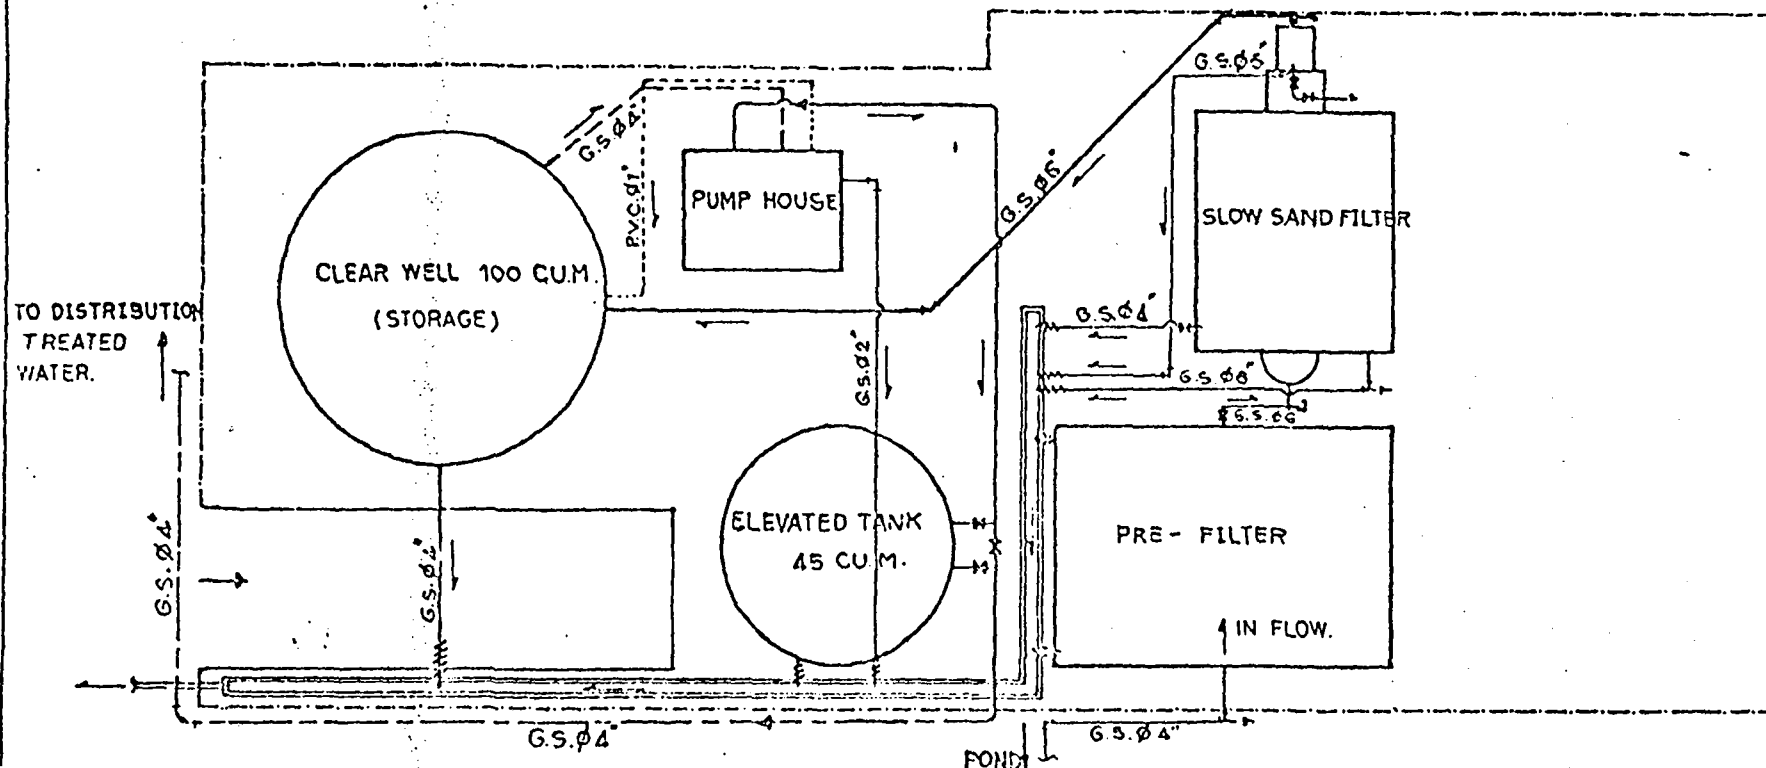 G.S.Ø5"
G.S.Ø4"
P.V.C.Ø1"
PUMP HOUSE
G.S.Ø6"
SLOW SAND FILTER
CLEAR WELL 100 CU.M.
(STORAGE)
TO DISTRIBUTION
TREATED
WATER.
G.S.Ø4"
G.S.Ø2"
G.S.Ø8"
G.S.Ø6
ELEVATED TANK
45 CU.M.
PRE - FILTER
G.S.Ø4"
G.S.Ø4"
IN FLOW.
G.S.Ø4"
G.S.Ø4"
POND